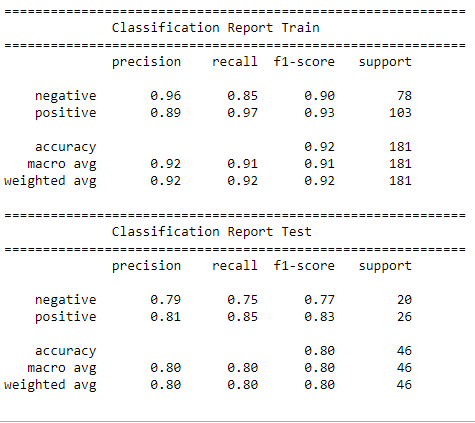 ============================================================
Classification Report Train
============================================================
              precision    recall  f1-score   support

    negative       0.96      0.85      0.90        78
    positive       0.89      0.97      0.93       103

    accuracy                           0.92       181
   macro avg       0.92      0.91      0.91       181
weighted avg       0.92      0.92      0.92       181

============================================================
Classification Report Test
============================================================
              precision    recall  f1-score   support

    negative       0.79      0.75      0.77        20
    positive       0.81      0.85      0.83        26

    accuracy                           0.80        46
   macro avg       0.80      0.80      0.80        46
weighted avg       0.80      0.80      0.80        46